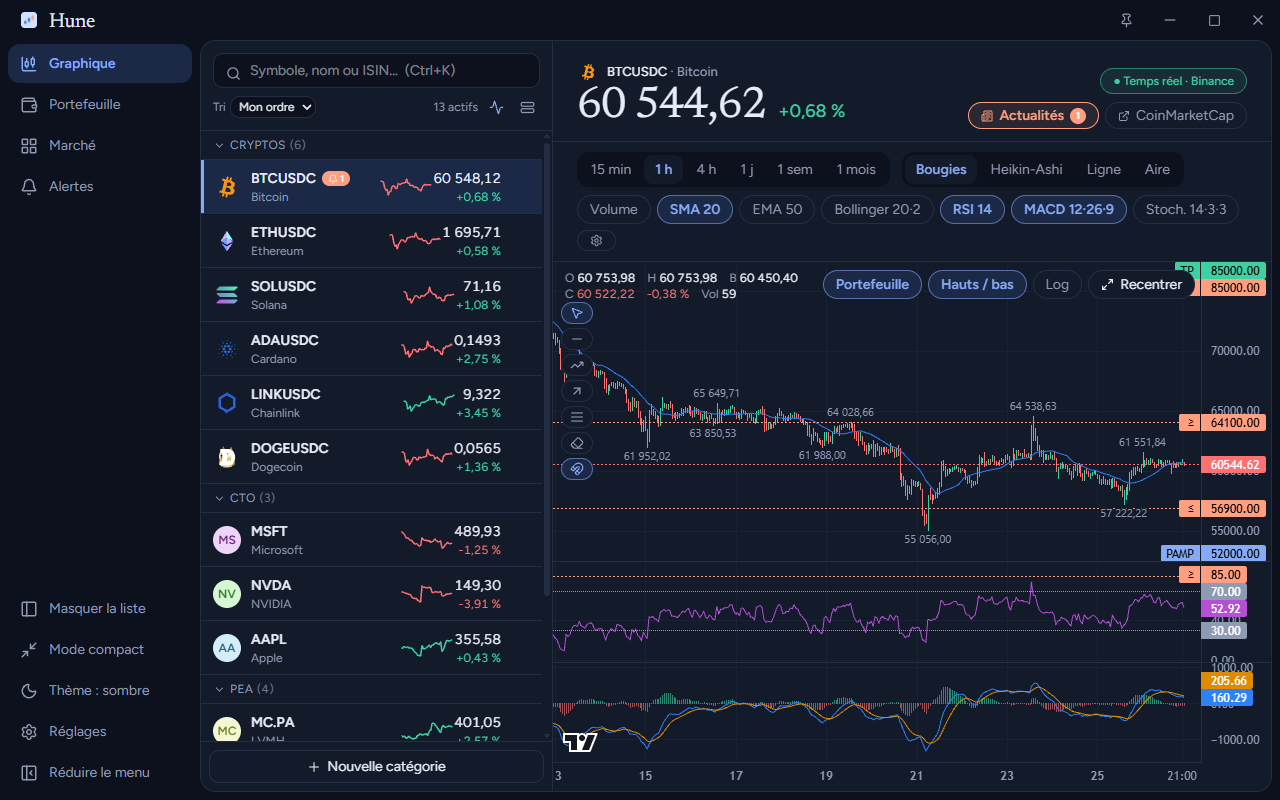 Hune
Graphique
Portefeuille
Marché
Alertes
Masquer la liste
Mode compact
Thème : sombre
Réglages
Réduire le menu
Symbole, nom ou ISIN… (Ctrl+K)
Tri Mon ordre 13 actifs
CRYPTOS (6)
BTCUSDC 1 60 548,12
Bitcoin +0,68 %
ETHUSDC 1 695,71
Ethereum +0,58 %
SOLUSDC 71,16
Solana +1,08 %
ADAUSDC 0,1493
Cardano +2,75 %
LINKUSDC 9,322
Chainlink +3,45 %
DOGEUSDC 0,0565
Dogecoin +1,36 %
CTO (3)
MS MSFT 489,93
Microsoft -1,25 %
NV NVDA 149,30
NVIDIA -3,91 %
AA AAPL 355,58
Apple +0,43 %
PEA (4)
MC MC.PA 401,05
LVMH +2,57 %
Nouvelle catégorie
BTCUSDC · Bitcoin
60 544,62 +0,68 %
Temps réel · Binance
Actualités 1 CoinMarketCap
15 min 1 h 4 h 1 j 1 sem 1 mois Bougies Heikin-Ashi Ligne Aire
Volume SMA 20 EMA 50 Bollinger 20·2 RSI 14 MACD 12·26·9 Stoch. 14·3·3
O 60 753,98 H 60 753,98 B 60 450,40
C 60 522,22 -0,38 % Vol 59
Portefeuille Hauts / bas Log Recentrer
TP 85000.00
85000.00
70000.00
65 649,71
64 538,63
64 028,66
65000.00
≥ 64100.00
63 850,53
61 551,84
61 952,02
61 988,00
60544.62
≤ 56900.00
57 222,22
55000.00
55 056,00
PAMP 52000.00
≥ 85.00
70.00
52.92
30.00
0.00
1000.00
205.66
160.29
−1000.00
3 15 17 19 21 23 25 21:00